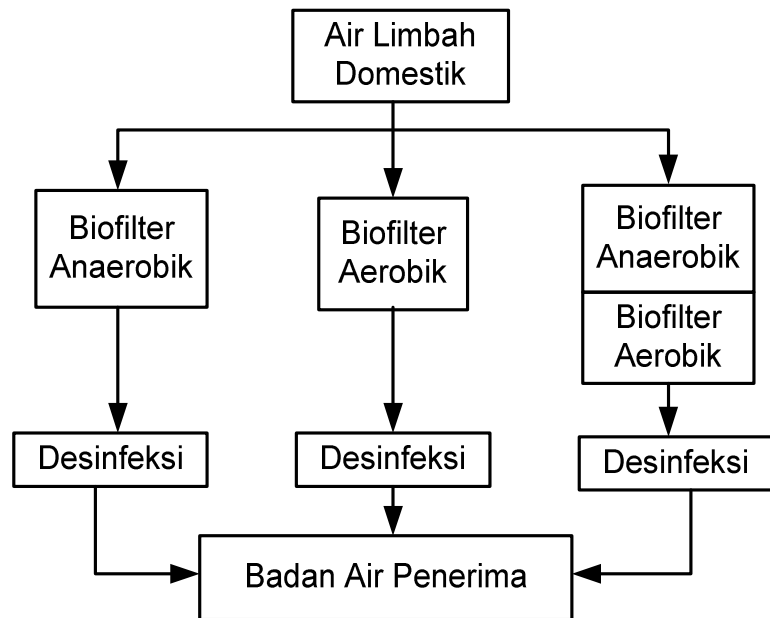 Air Limbah
Domestik
Biofilter
Anaerobik
Biofilter
Aerobik
Biofilter
Anaerobik
Biofilter
Aerobik
Desinfeksi
Desinfeksi
Desinfeksi
Badan Air Penerima